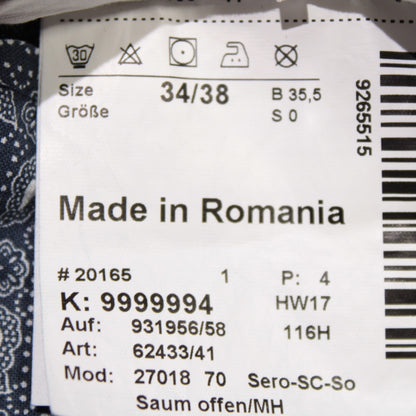 30
Size 34/38 B 35,5
Größe S 0
9265515
Made in Romania
# 20165 1 P: 4
K: 9999994 HW17
Auf: 931956/58 116H
Art: 62433/41
Mod: 27018 70 Sero-SC-So
Saum offen/MH